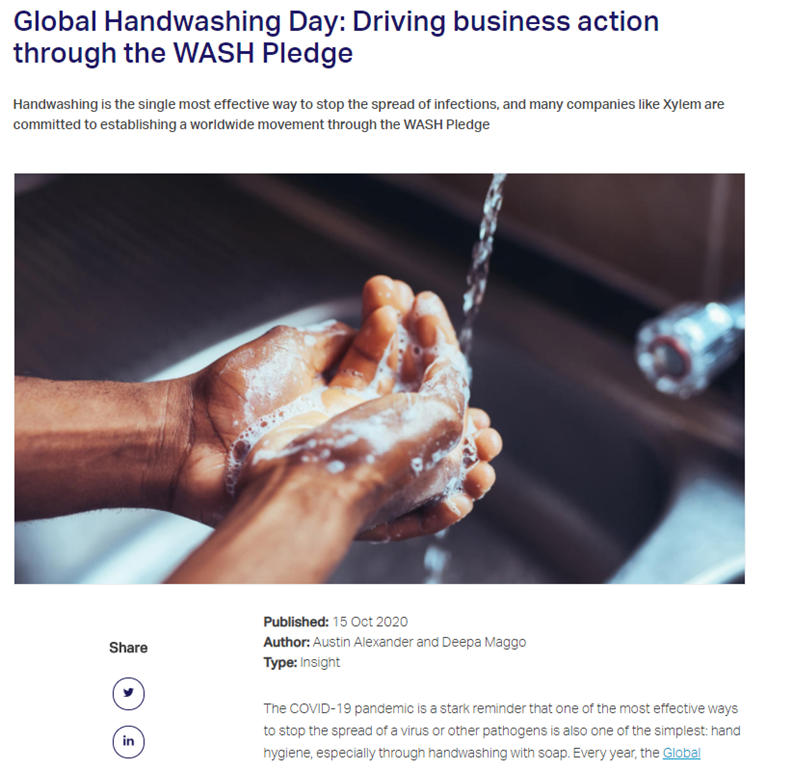 Global Handwashing Day: Driving business action
through the WASH Pledge
Handwashing is the single most effective way to stop the spread of infections, and many companies like Xylem are
committed to establishing a worldwide movement through the WASH Pledge
Share
in
Published: 15 Oct 2020
Author: Austin Alexander and Deepa Maggo
Type: Insight
The COVID-19 pandemic is a stark reminder that one of the most effective ways
to stop the spread of a virus or other pathogens is also one of the simplest: hand
hygiene, especially through handwashing with soap. Every year, the Global